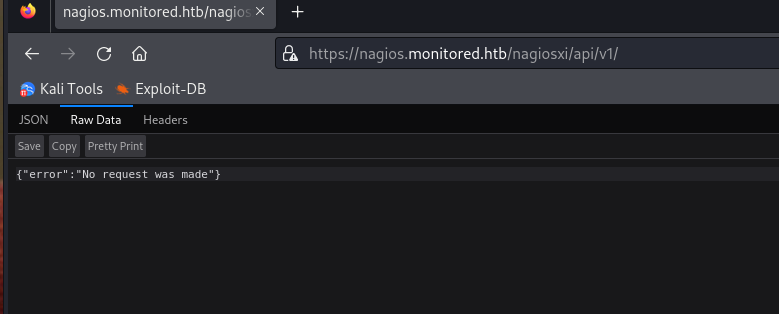 nagios.monitored.htb/nagios
https://nagios.monitored.htb/nagiosxi/api/v1/
Kali Tools Exploit-DB
JSON Raw Data Headers
Save Copy Pretty Print
{"error":"No request was made"}